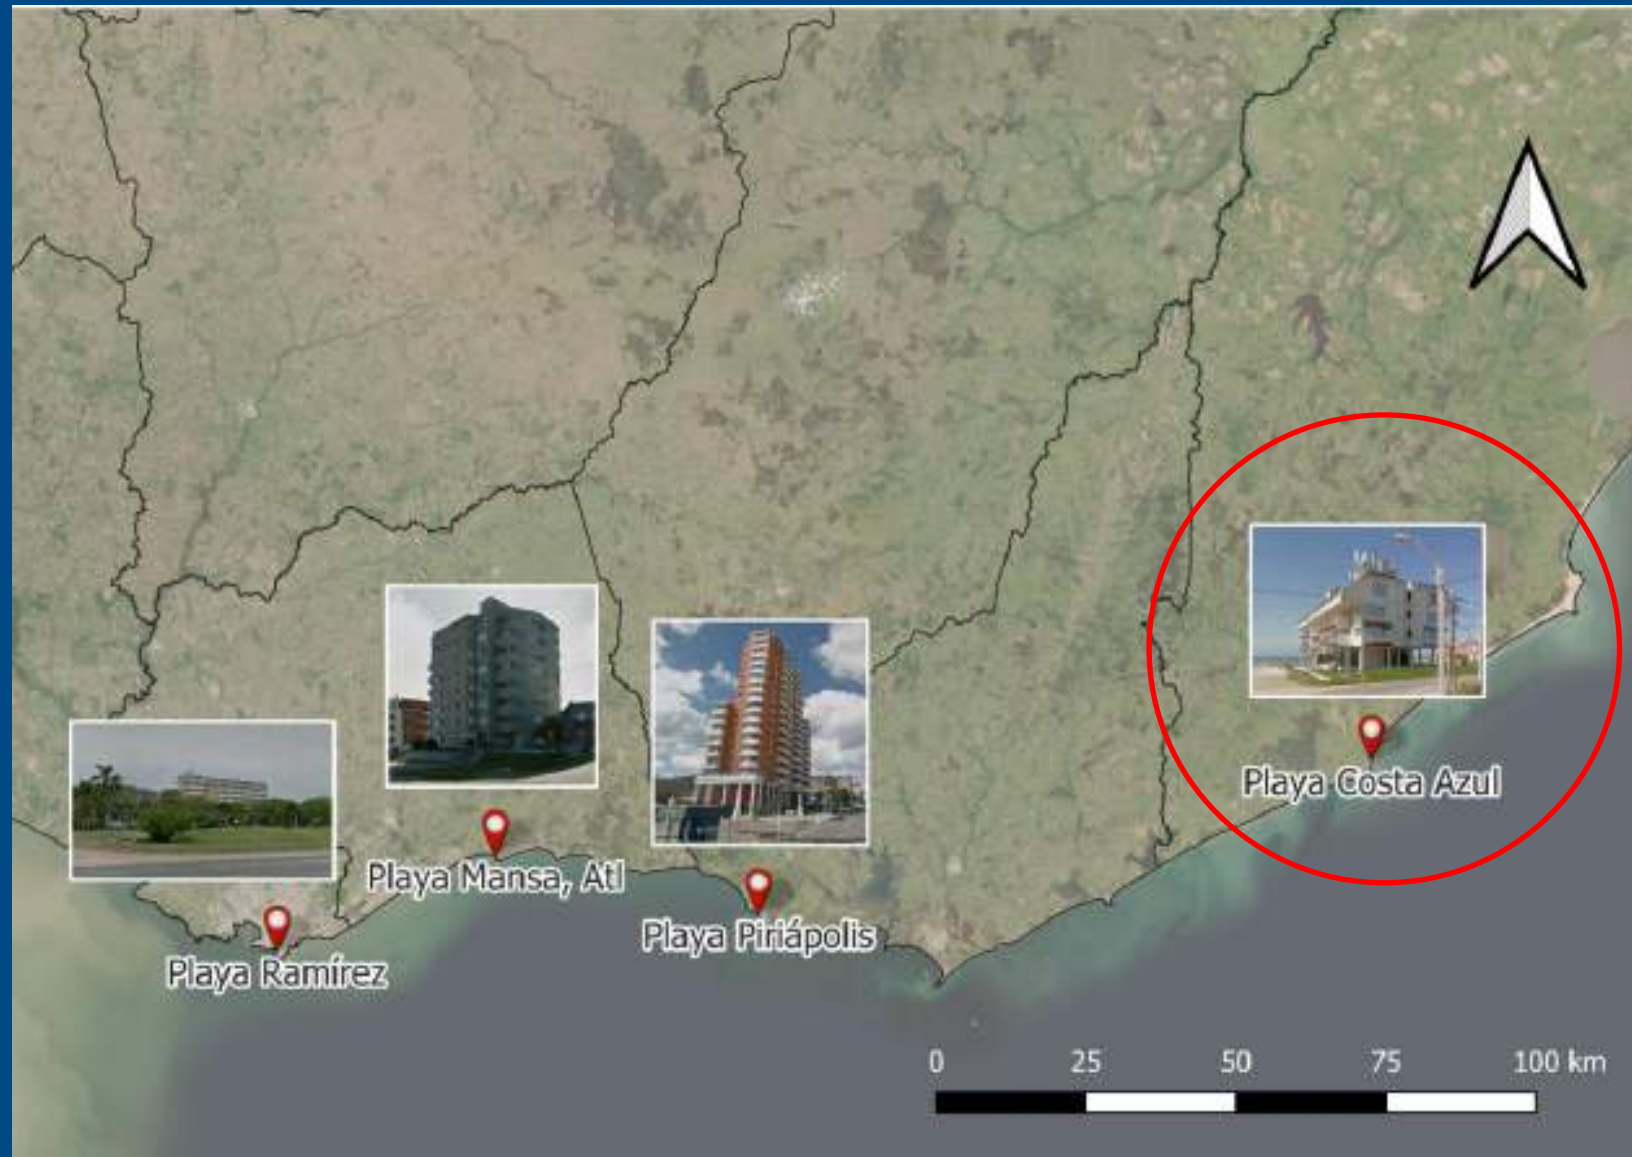 Playa Costa Azul
Playa Mansa, Atl
Playa Piriápolis
Playa Ramírez
0 25 50 75 100 km